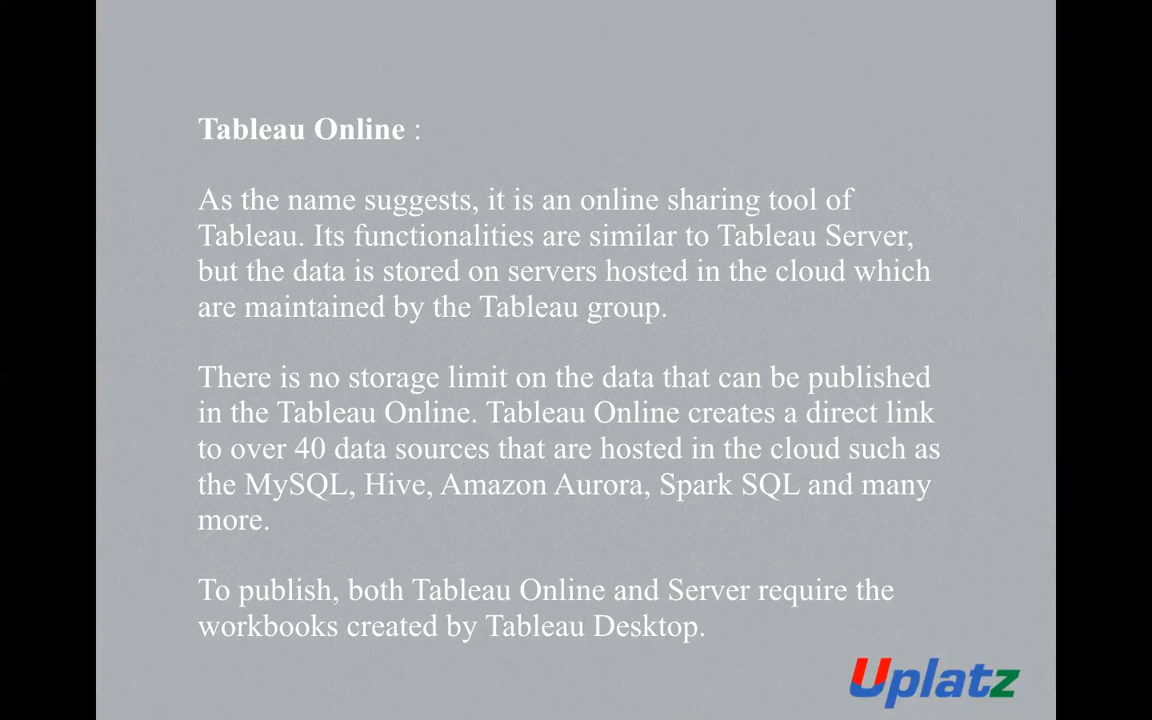 Tableau Online :
As the name suggests, it is an online sharing tool of
Tableau. Its functionalities are similar to Tableau Server,
but the data is stored on servers hosted in the cloud which
are maintained by the Tableau group.
There is no storage limit on the data that can be published
in the Tableau Online. Tableau Online creates a direct link
to over 40 data sources that are hosted in the cloud such as
the MySQL, Hive, Amazon Aurora, Spark SQL and many
more.
To publish, both Tableau Online and Server require the
workbooks created by Tableau Desktop.
Uplatz